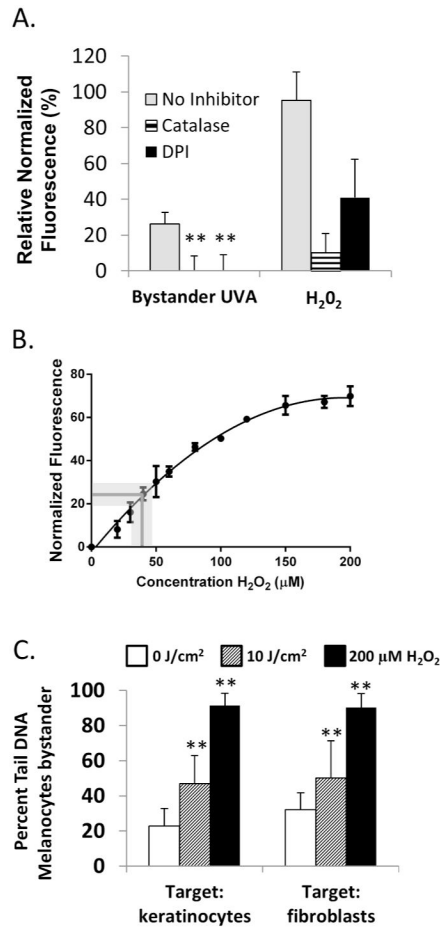 A.
Relative Normalized
Fluorescence (%)
120
100
80
60
40
20
0
No Inhibitor
Catalase
DPI
** **
Bystander UVA
H₂0₂
B.
Normalized Fluorescence
80
60
40
20
0
0 50 100 150 200
Concentration H₂O₂ (μM)
C.
0 J/cm² 10 J/cm² 200 μM H₂O₂
Percent Tail DNA
Melanocytes bystander
100
80
60
40
20
0
** ** ** **
Target:
keratinocytes
Target:
fibroblasts